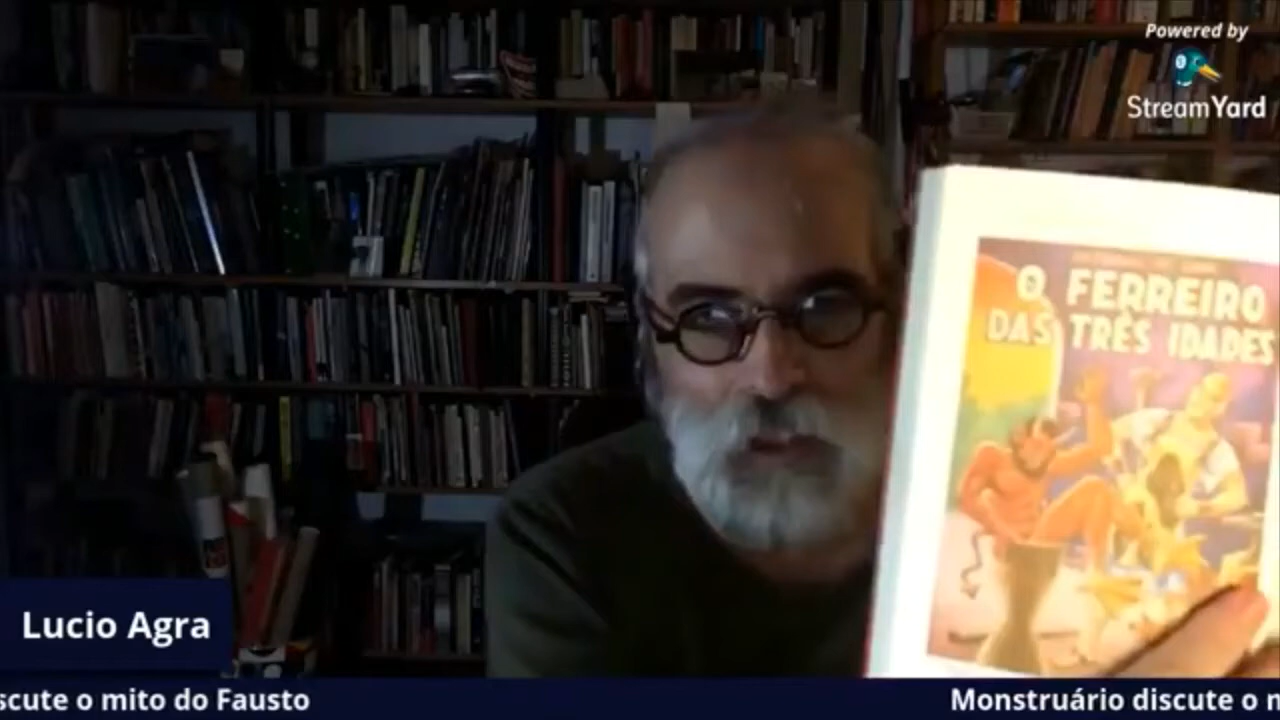 Powered by
StreamYard
O FERREIRO
DAS TRÊS IDADES
Lucio Agra
scute o mito do Fausto
Monstruário discute o